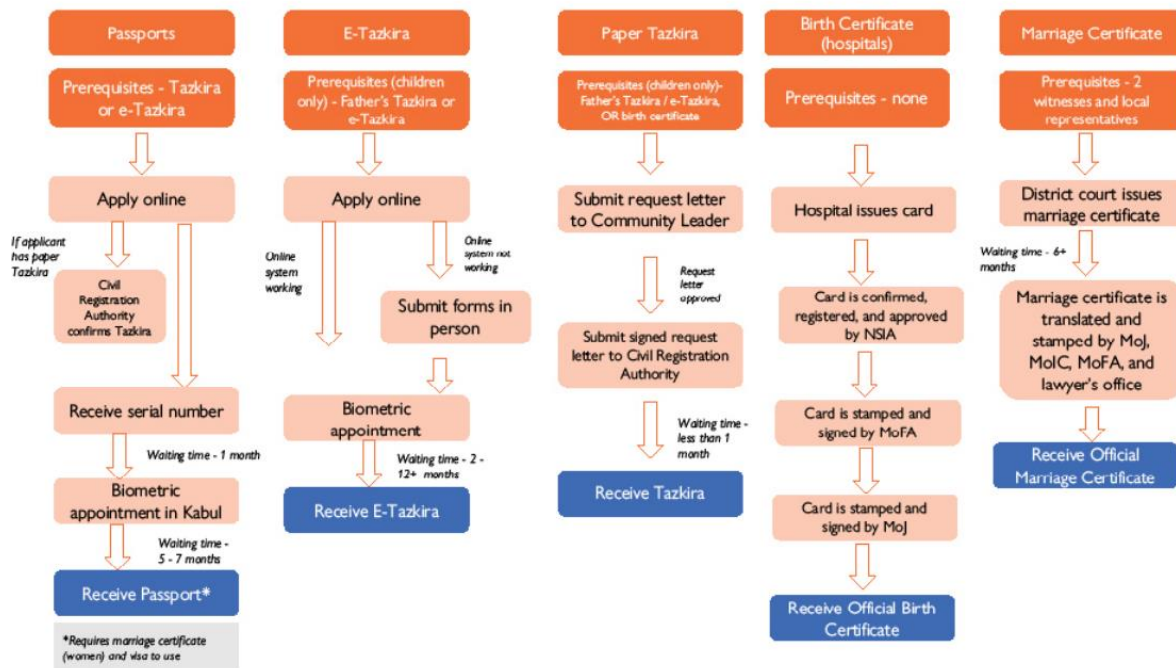 Passports
Prerequisites - Tazkira
or e-Tazkira
Apply online
If applicant
has paper
Tazkira
Civil
Registration
Authority
confirms Tazkira
Receive serial number
Waiting time - 1 month
Biometric
appointment in Kabul
Waiting time -
5 - 7 months
Receive Passport*
*Requires marriage certificate
(women) and visa to use
E-Tazkira
Prerequisites (children
only) - Father's Tazkira or
e-Tazkira
Apply online
Online
system
working
Online
system not
working
Submit forms in
person
Biometric
appointment
Waiting time - 2 -
12+ months
Receive E-Tazkira
Paper Tazkira
Prerequisites (children only)-
Father's Tazkira / e-Tazkira,
OR birth certificate
Submit request letter
to Community Leader
Request
letter
approved
Submit signed request
letter to Civil Registration
Authority
Waiting time -
less than 1
month
Receive Tazkira
Birth Certificate
(hospitals)
Prerequisites - none
Hospital issues card
Card is confirmed,
registered, and approved
by NSIA
Card is stamped and
signed by MoFA
Card is stamped and
signed by MoJ
Receive Official Birth
Certificate
Marriage Certificate
Prerequisites - 2
witnesses and local
representatives
District court issues
marriage certificate
Waiting time - 6+
months
Marriage certificate is
translated and
stamped by MoJ,
MoIC, MoFA, and
lawyer's office
Receive Official
Marriage Certificate